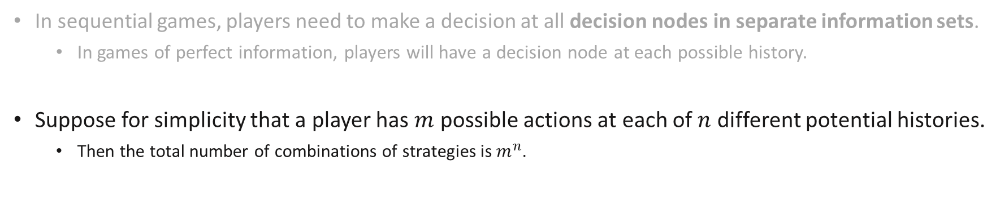 • In sequential games, players need to make a decision at all decision nodes in separate information sets.
• In games of perfect information, players will have a decision node at each possible history.
• Suppose for simplicity that a player has m possible actions at each of n different potential histories.
• Then the total number of combinations of strategies is mⁿ.